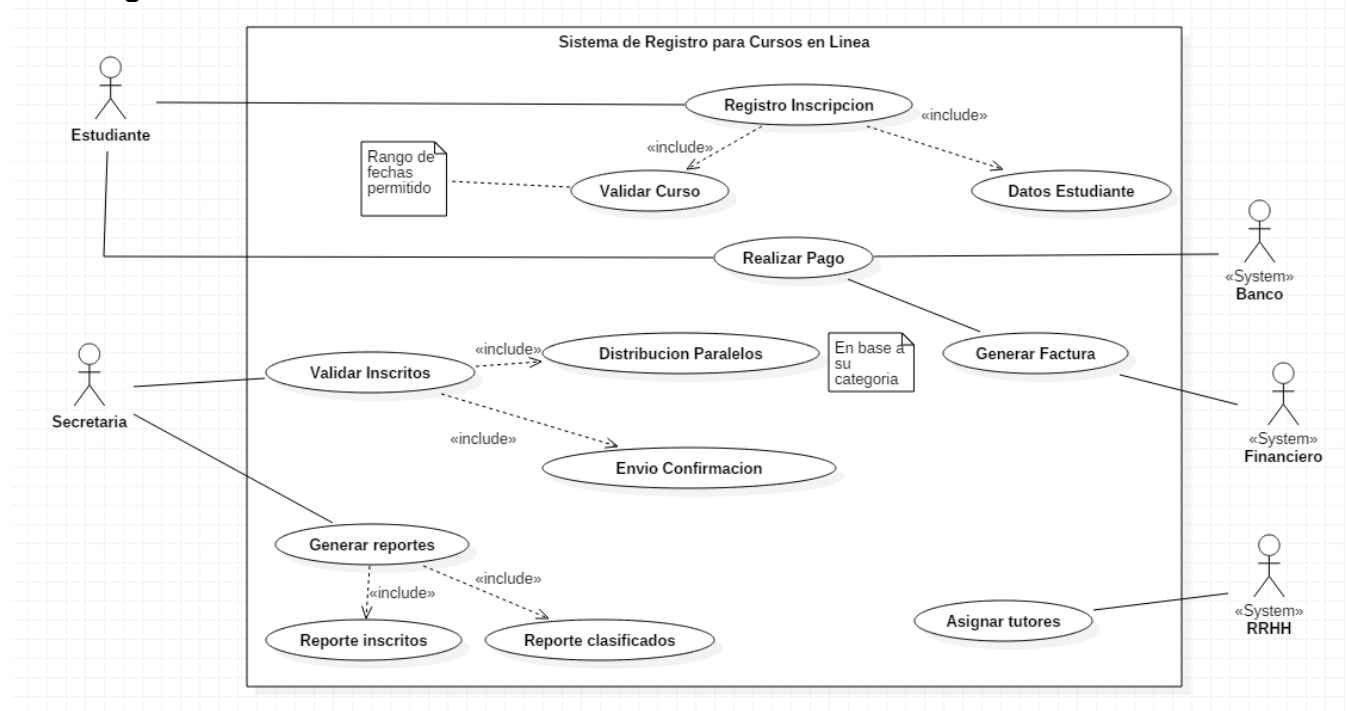 Sistema de Registro para Cursos en Linea
Estudiante
Registro Inscripcion
«include»
«include»
Rango de
fechas
permitido
Validar Curso
Datos Estudiante
Realizar Pago
«System»
Banco
Secretaria
Validar Inscritos
«include»
Distribucion Paralelos
En base a
su
categoria
Generar Factura
«include»
Envio Confirmacion
«System»
Financiero
Generar reportes
«include»
«include»
Reporte inscritos
Reporte clasificados
Asignar tutores
«System»
RRHH